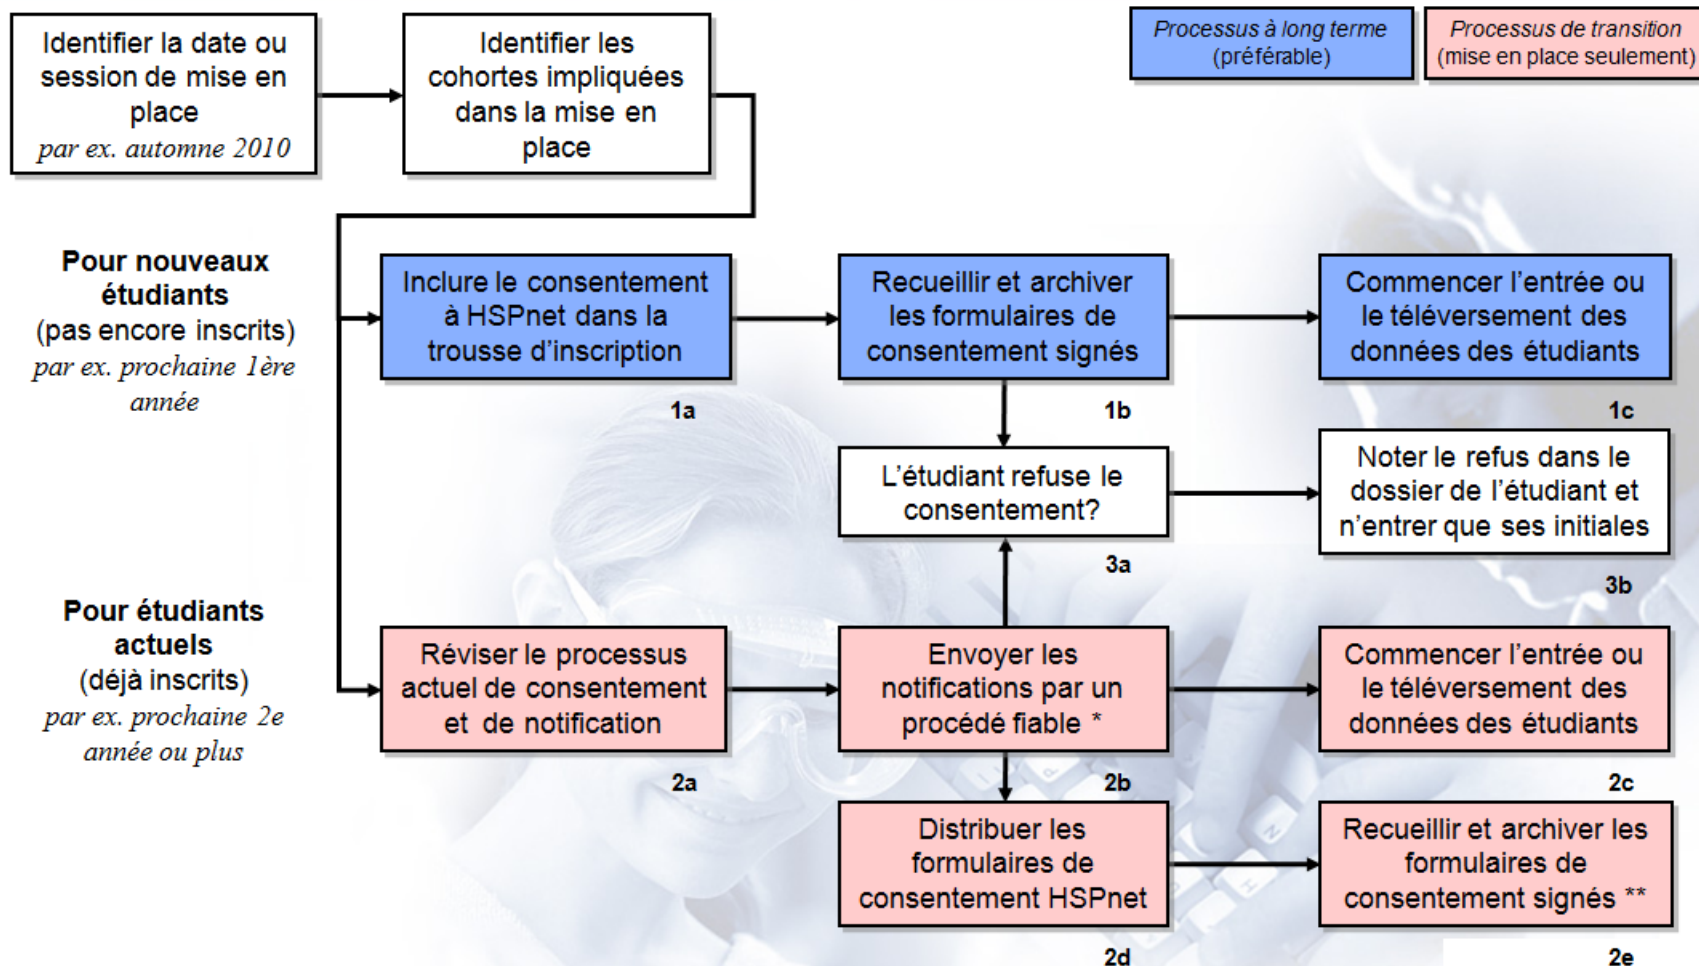 Identifier la date ou
session de mise en
place
par ex. automne 2010
Identifier les
cohortes impliquées
dans la mise en
place
Processus à long terme
(préférable)
Processus de transition
(mise en place seulement)
Pour nouveaux
étudiants
(pas encore inscrits)
par ex. prochaine 1ère
année
Inclure le consentement
à HSPnet dans la
trousse d’inscription
1a
Recueillir et archiver
les formulaires de
consentement signés
1b
Commencer l’entrée ou
le téléversement des
données des étudiants
1c
L’étudiant refuse le
consentement?
3a
Noter le refus dans le
dossier de l’étudiant et
n’entrer que ses initiales
3b
Pour étudiants
actuels
(déjà inscrits)
par ex. prochaine 2e
année ou plus
Réviser le processus
actuel de consentement
et de notification
2a
Envoyer les
notifications par un
procédé fiable *
2b
Commencer l’entrée ou
le téléversement des
données des étudiants
2c
Distribuer les
formulaires de
consentement HSPnet
2d
Recueillir et archiver les
formulaires de
consentement signés **
2e